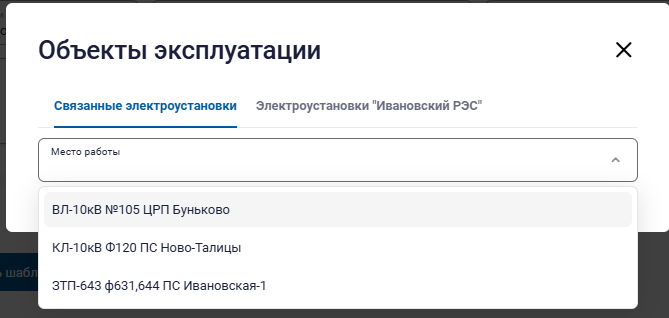 Объекты эксплуатации
Связанные электроустановки
Электроустановки "Ивановский РЭС"
Место работы
ВЛ-10кВ №105 ЦРП Буньково
КЛ-10кВ Ф120 ПС Ново-Талицы
ЗТП-643 ф631,644 ПС Ивановская-1